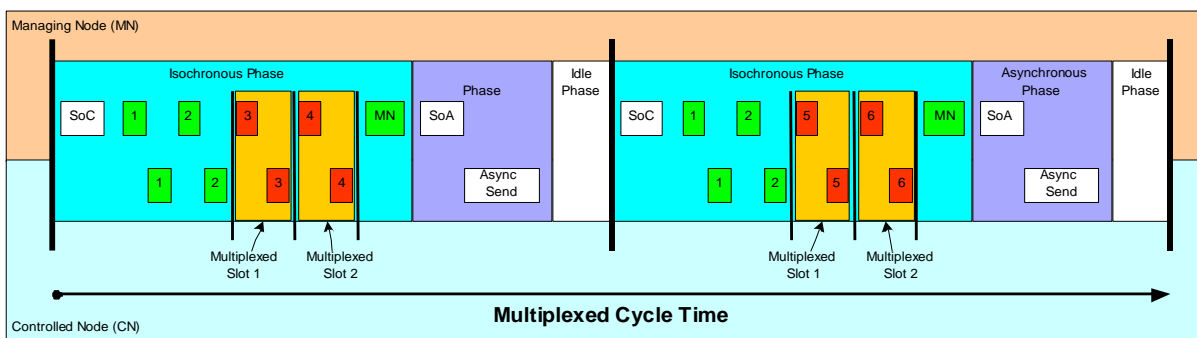 Managing Node (MN)
Isochronous Phase
Phase
Idle
Phase
Isochronous Phase
Asynchronous
Phase
Idle
Phase
SoC
1
2
3
4
MN
SoA
SoC
1
2
5
6
MN
SoA
1
2
3
4
Async
Send
1
2
5
6
Async
Send
Multiplexed
Slot 1
Multiplexed
Slot 2
Multiplexed
Slot 1
Multiplexed
Slot 2
Multiplexed Cycle Time
Controlled Node (CN)